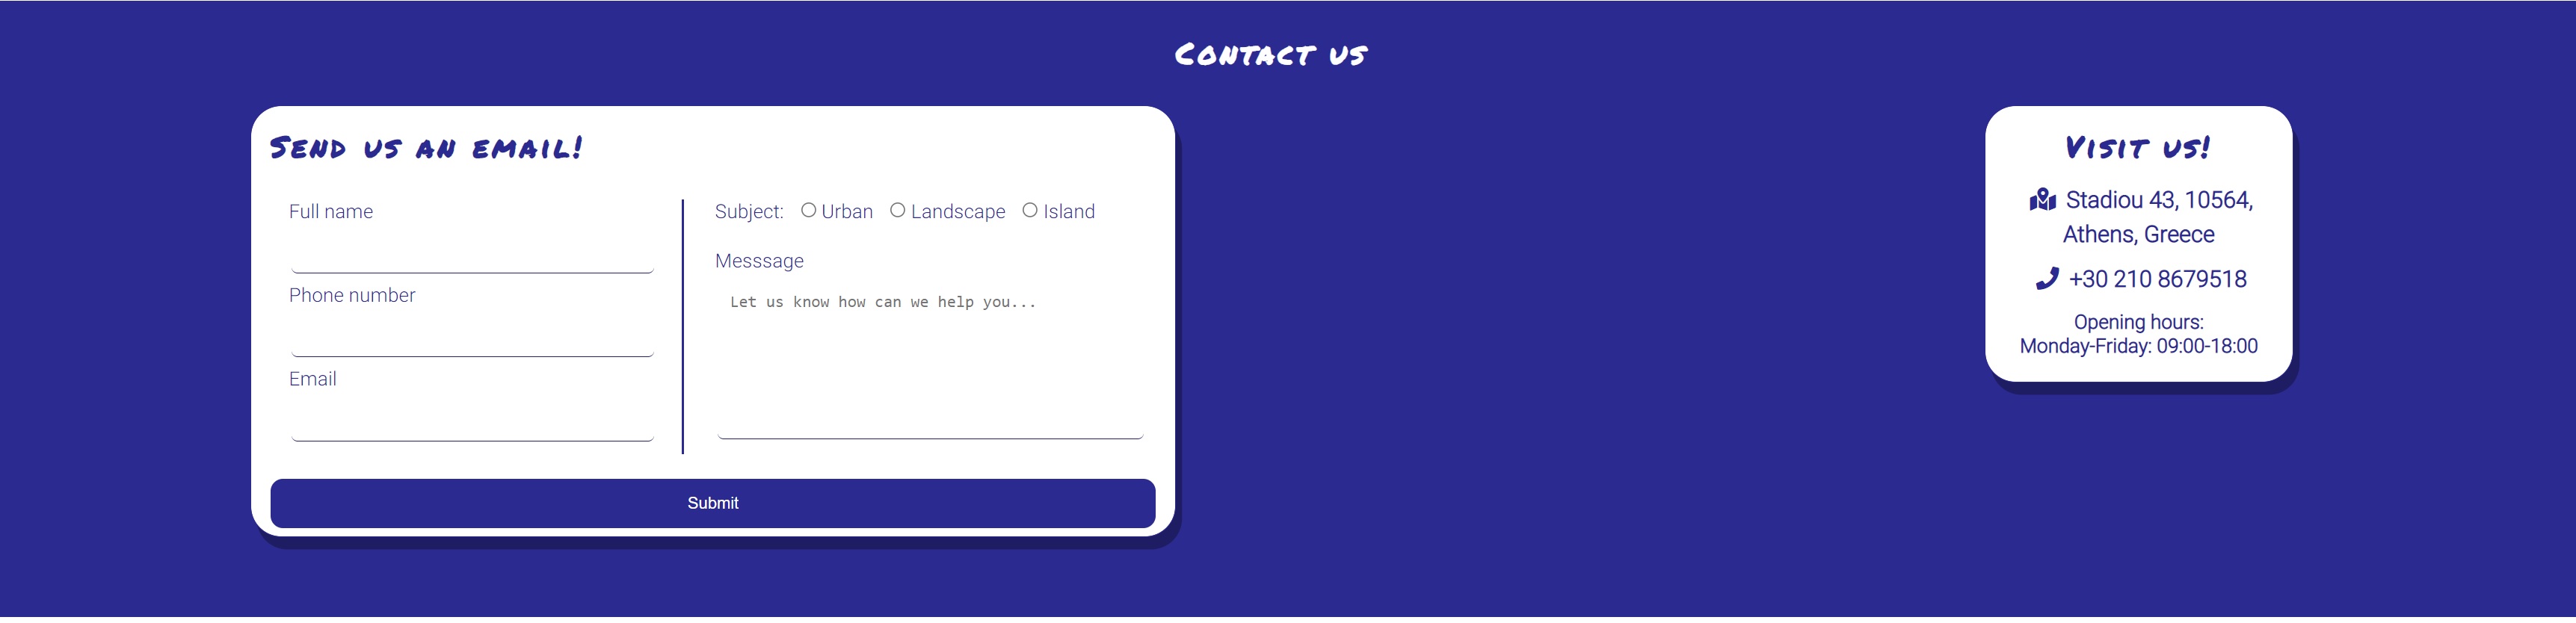 Contact us
Send us an email!
Full name
Phone number
Email
Subject: Urban Landscape Island
Messsage
Let us know how can we help you...
Submit
Visit us!
Stadiou 43, 10564,
Athens, Greece
+30 210 8679518
Opening hours:
Monday-Friday: 09:00-18:00